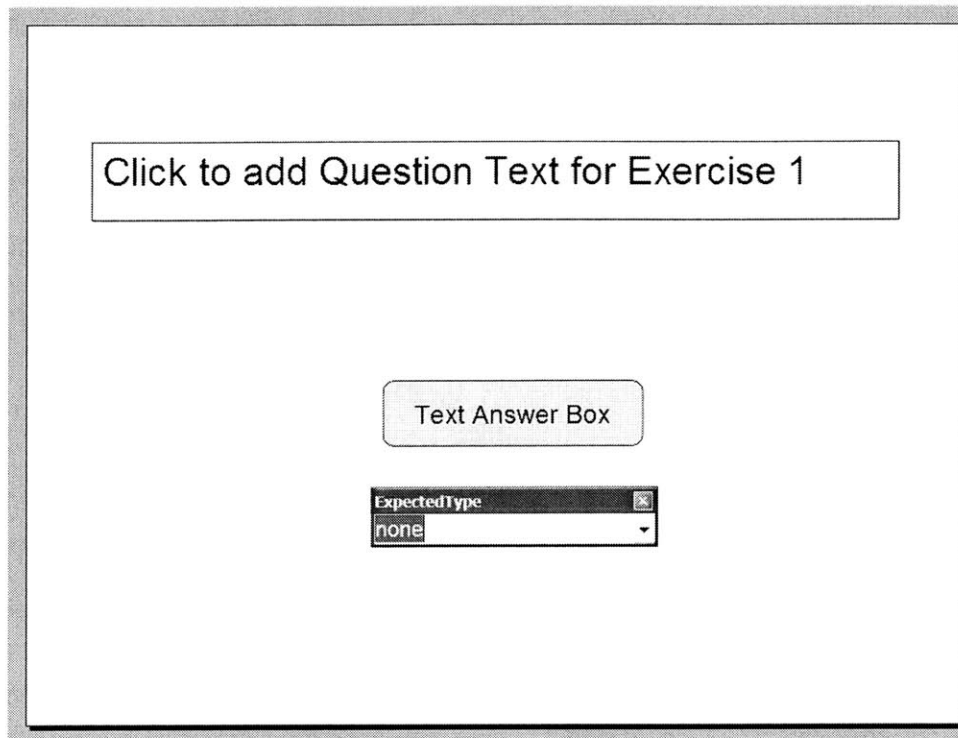 Click to add Question Text for Exercise 1
Text Answer Box
ExpectedType
none